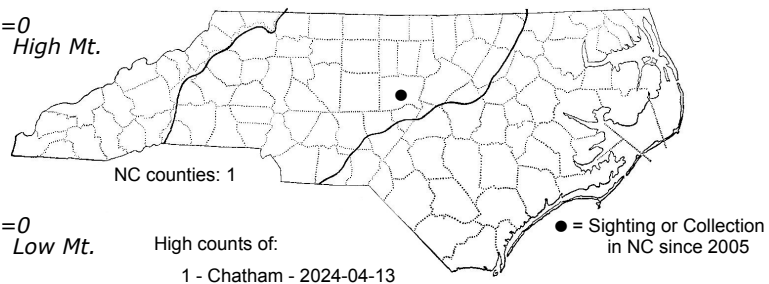 =0
High Mt.
NC counties: 1
=0
Low Mt.
High counts of:
1 - Chatham - 2024-04-13
● = Sighting or Collection
in NC since 2005